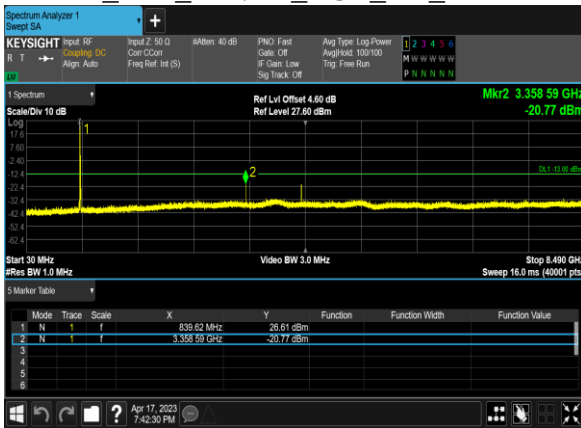 Spectrum Analyzer 1
Swept SA
KEYSIGHT Input: RF Input Z: 50 Ω #Atten: 40 dB PNO: Fast Avg Type: Log-Power 1 2 3 4 5 6
R T Coupling: DC Corr CCorr Gate: Off Avg|Hold: 100/100 M W W W W W
Align: Auto Freq Ref: Int (S) IF Gain: Low Trig: Free Run
LVI Sig Track: Off P N N N N N
1 Spectrum Ref Lvl Offset 4.60 dB Mkr2 3.358 59 GHz
Scale/Div 10 dB Ref Level 27.60 dBm -20.77 dBm
Log
17.6
7.60
-2.40
-12.4
-22.4
-32.4
-42.4
-52.4
-62.4
1
2
DL1 -13.00 dBm
Start 30 MHz Video BW 3.0 MHz Stop 8.490 GHz
#Res BW 1.0 MHz Sweep 16.0 ms (40001 pts
5 Marker Table
Mode Trace Scale X Y Function Function Width Function Value
1 N 1 f 839.62 MHz 26.61 dBm
2 N 1 f 3.358 59 GHz -20.77 dBm
3
4
5
6
? Apr 17, 2023
7:42:30 PM